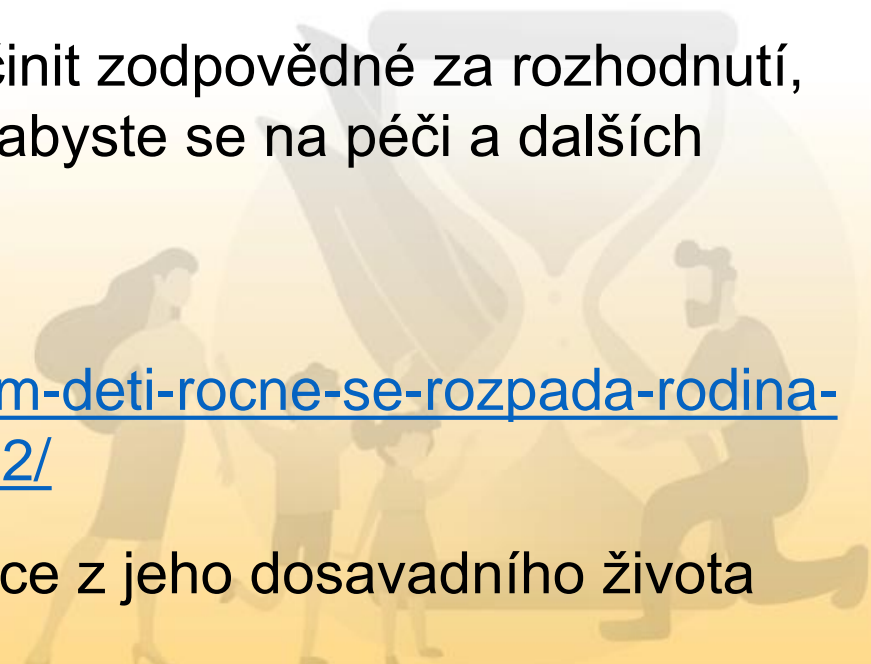 činit zodpovědné za rozhodnutí,
abyste se na péči a dalších
m-deti-rocne-se-rozpada-rodina-
2/
ce z jeho dosavadního života